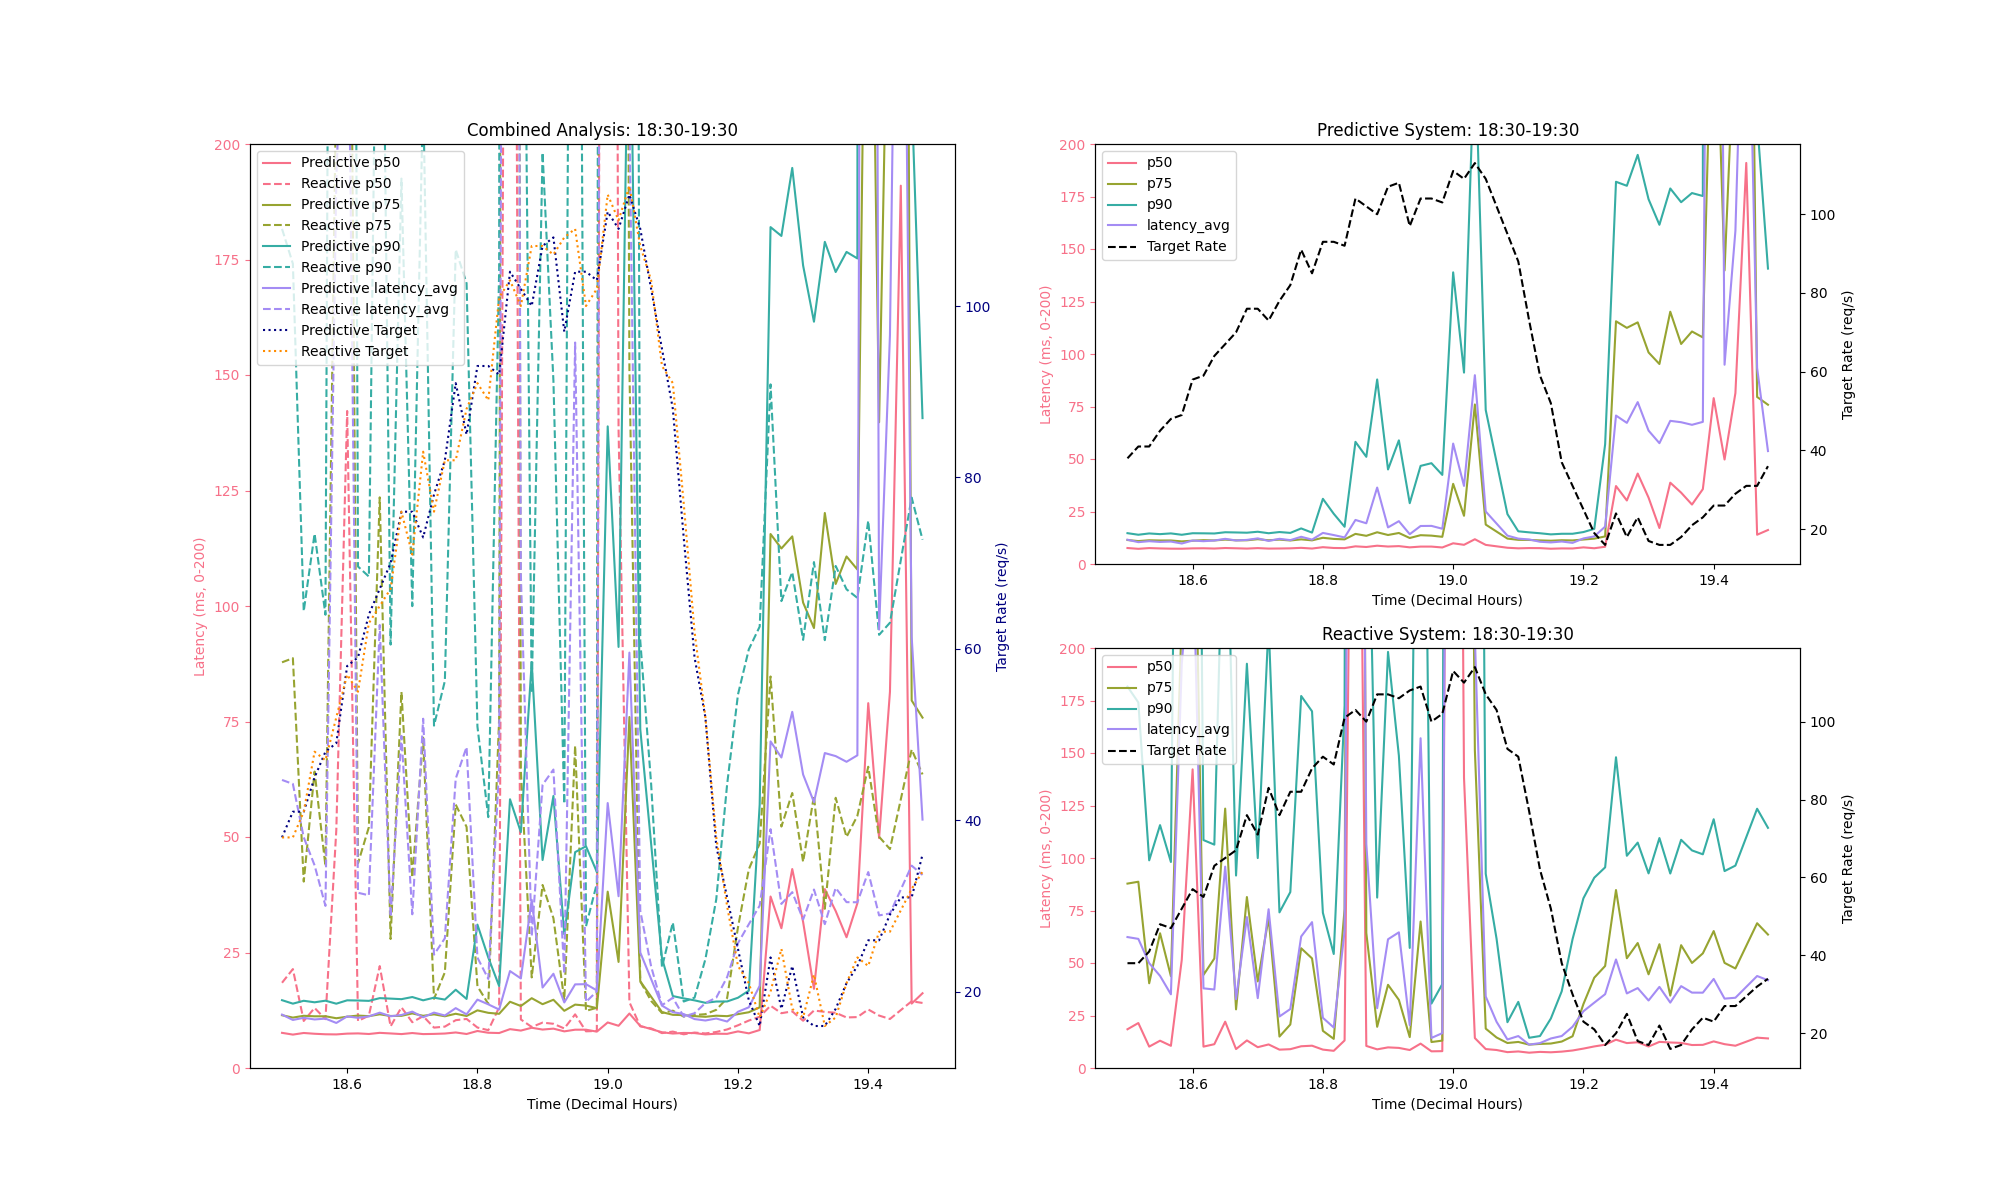 Combined Analysis: 18:30-19:30
200
175
150
125
100
75
50
25
0
Latency (ms, 0-200)
Predictive p50
Reactive p50
Predictive p75
Reactive p75
Predictive p90
Reactive p90
Predictive latency_avg
Reactive latency_avg
Predictive Target
Reactive Target
100
80
60
40
20
Target Rate (req/s)
18.6 18.8 19.0 19.2 19.4
Time (Decimal Hours)
Predictive System: 18:30-19:30
200
175
150
125
100
75
50
25
0
Latency (ms, 0-200)
p50
p75
p90
latency_avg
Target Rate
100
80
60
40
20
Target Rate (req/s)
18.6 18.8 19.0 19.2 19.4
Time (Decimal Hours)
Reactive System: 18:30-19:30
200
175
150
125
100
75
50
25
0
Latency (ms, 0-200)
p50
p75
p90
latency_avg
Target Rate
100
80
60
40
20
Target Rate (req/s)
18.6 18.8 19.0 19.2 19.4
Time (Decimal Hours)